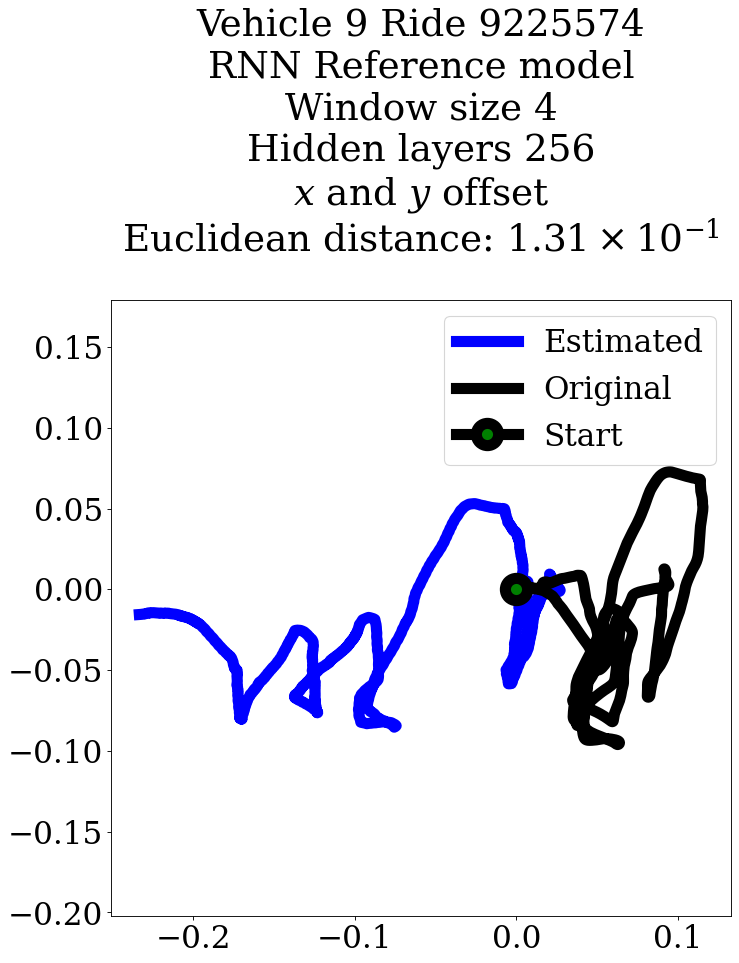 Vehicle 9 Ride 9225574
RNN Reference model
Window size 4
Hidden layers 256
x and y offset
Euclidean distance: 1.31 × 10⁻¹
Estimated
Original
Start
0.15
0.10
0.05
0.00
−0.05
−0.10
−0.15
−0.20
−0.2
−0.1
0.0
0.1